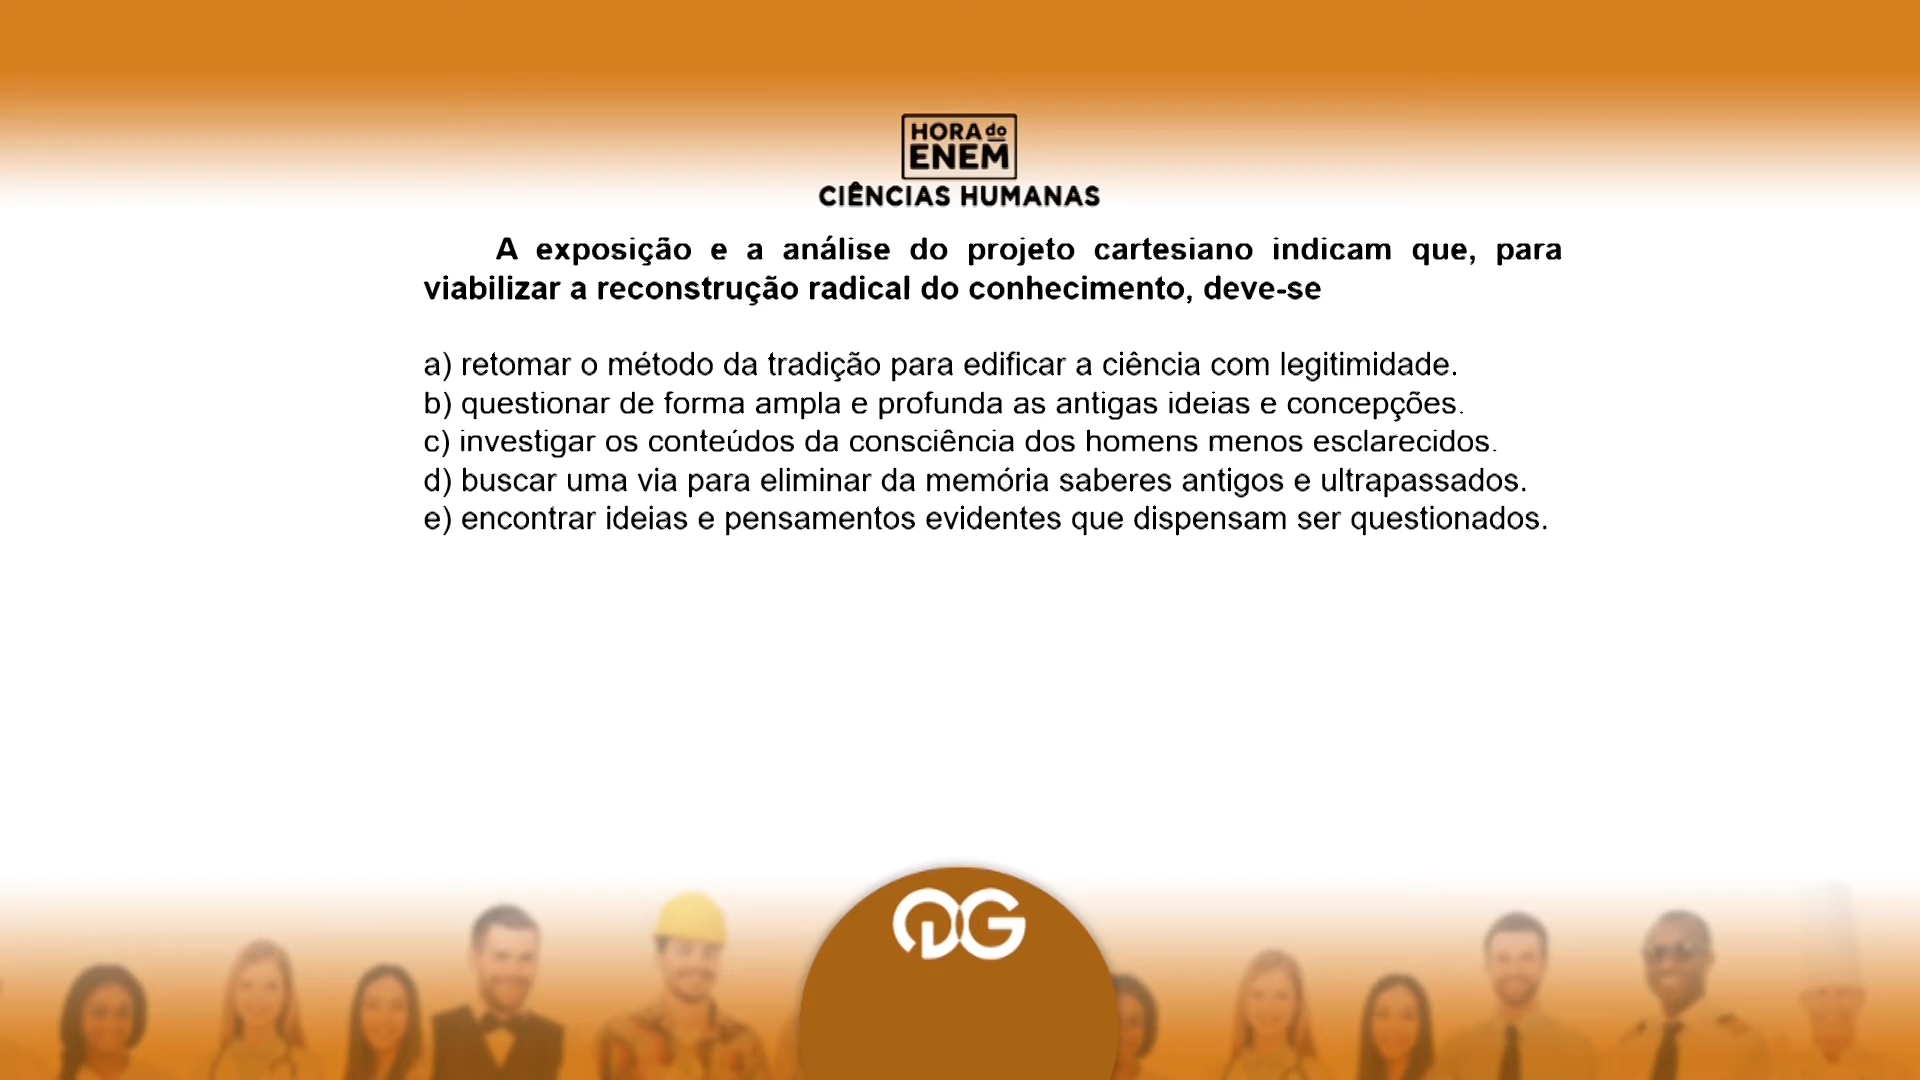 HORA do
ENEM
CIÊNCIAS HUMANAS
A exposição e a análise do projeto cartesiano indicam que, para
viabilizar a reconstrução radical do conhecimento, deve-se
a) retomar o método da tradição para edificar a ciência com legitimidade.
b) questionar de forma ampla e profunda as antigas ideias e concepções.
c) investigar os conteúdos da consciência dos homens menos esclarecidos.
d) buscar uma via para eliminar da memória saberes antigos e ultrapassados.
e) encontrar ideias e pensamentos evidentes que dispensam ser questionados.
DG